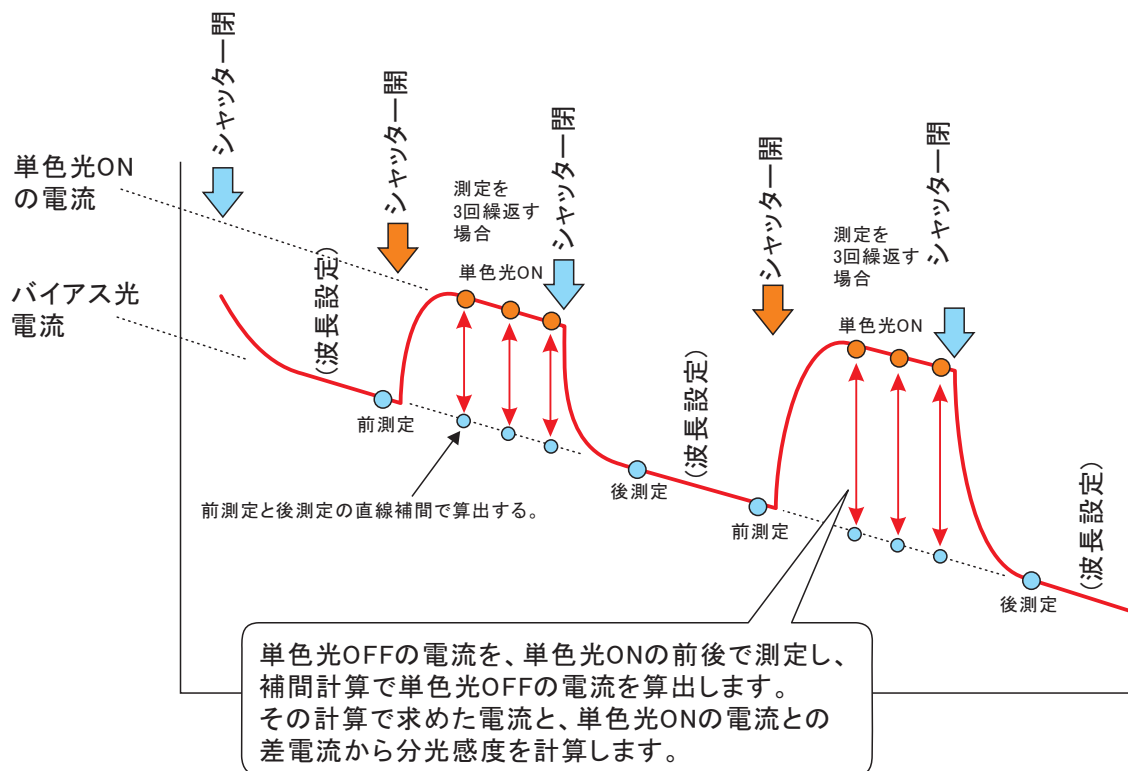 シャッター閉
シャッター開
シャッター閉
シャッター開
シャッター閉
単色光ON
の電流
バイアス光
電流
(波長設定)
測定を
3回繰返す
場合
単色光ON
前測定
前測定と後測定の直線補間で算出する。
後測定
(波長設定)
前測定
測定を
3回繰返す
場合
単色光ON
後測定
(波長設定)
単色光OFFの電流を、単色光ONの前後で測定し、
補間計算で単色光OFFの電流を算出します。
その計算で求めた電流と、単色光ONの電流との
差電流から分光感度を計算します。